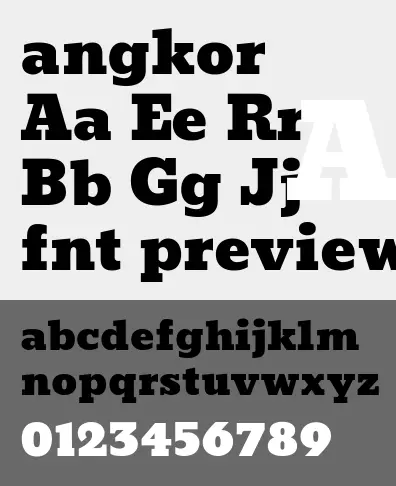 angkor
Aa Ee Rr
A
Bb Gg Jj
fnt preview
abcdefghijklm
nopqrstuvwxyz
0123456789